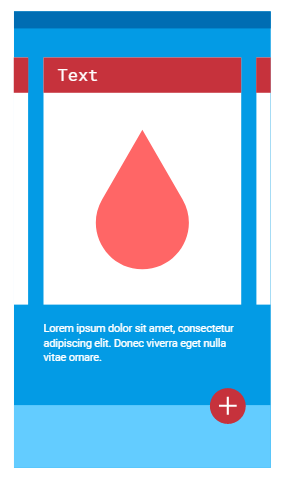 Text
Lorem ipsum dolor sit amet, consectetur
adipiscing elit. Donec viverra eget nulla
vitae ornare.